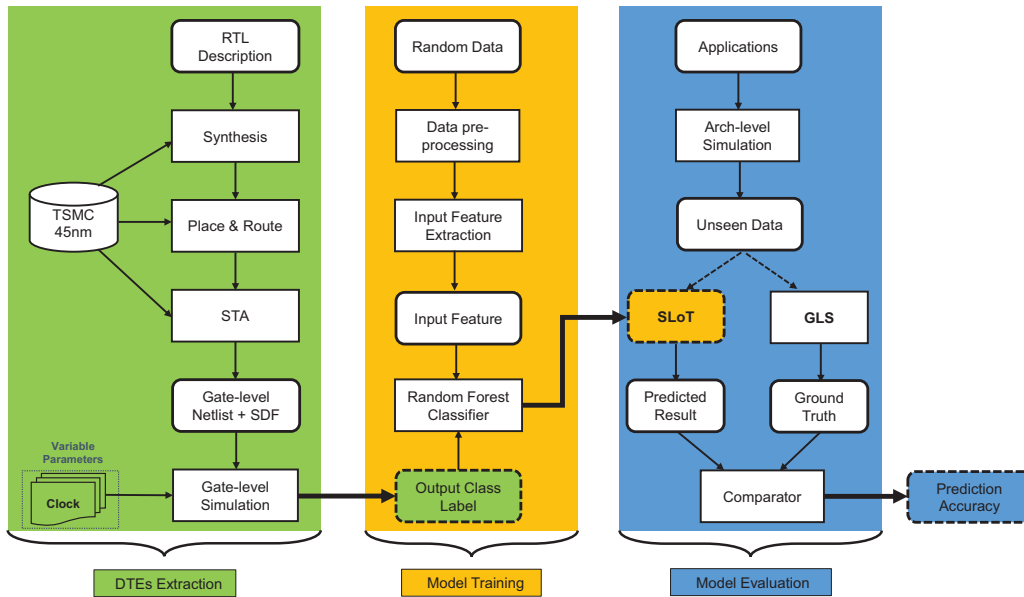 RTL
Description
Synthesis
TSMC
45nm
Place & Route
STA
Gate-level
Netlist + SDF
Variable
Parameters
Clock
Gate-level
Simulation
DTEs Extraction
Random Data
Data pre-
processing
Input Feature
Extraction
Input Feature
Random Forest
Classifier
Output Class
Label
Model Training
Applications
Arch-level
Simulation
Unseen Data
SLoT
GLS
Predicted
Result
Ground
Truth
Comparator
Prediction
Accuracy
Model Evaluation